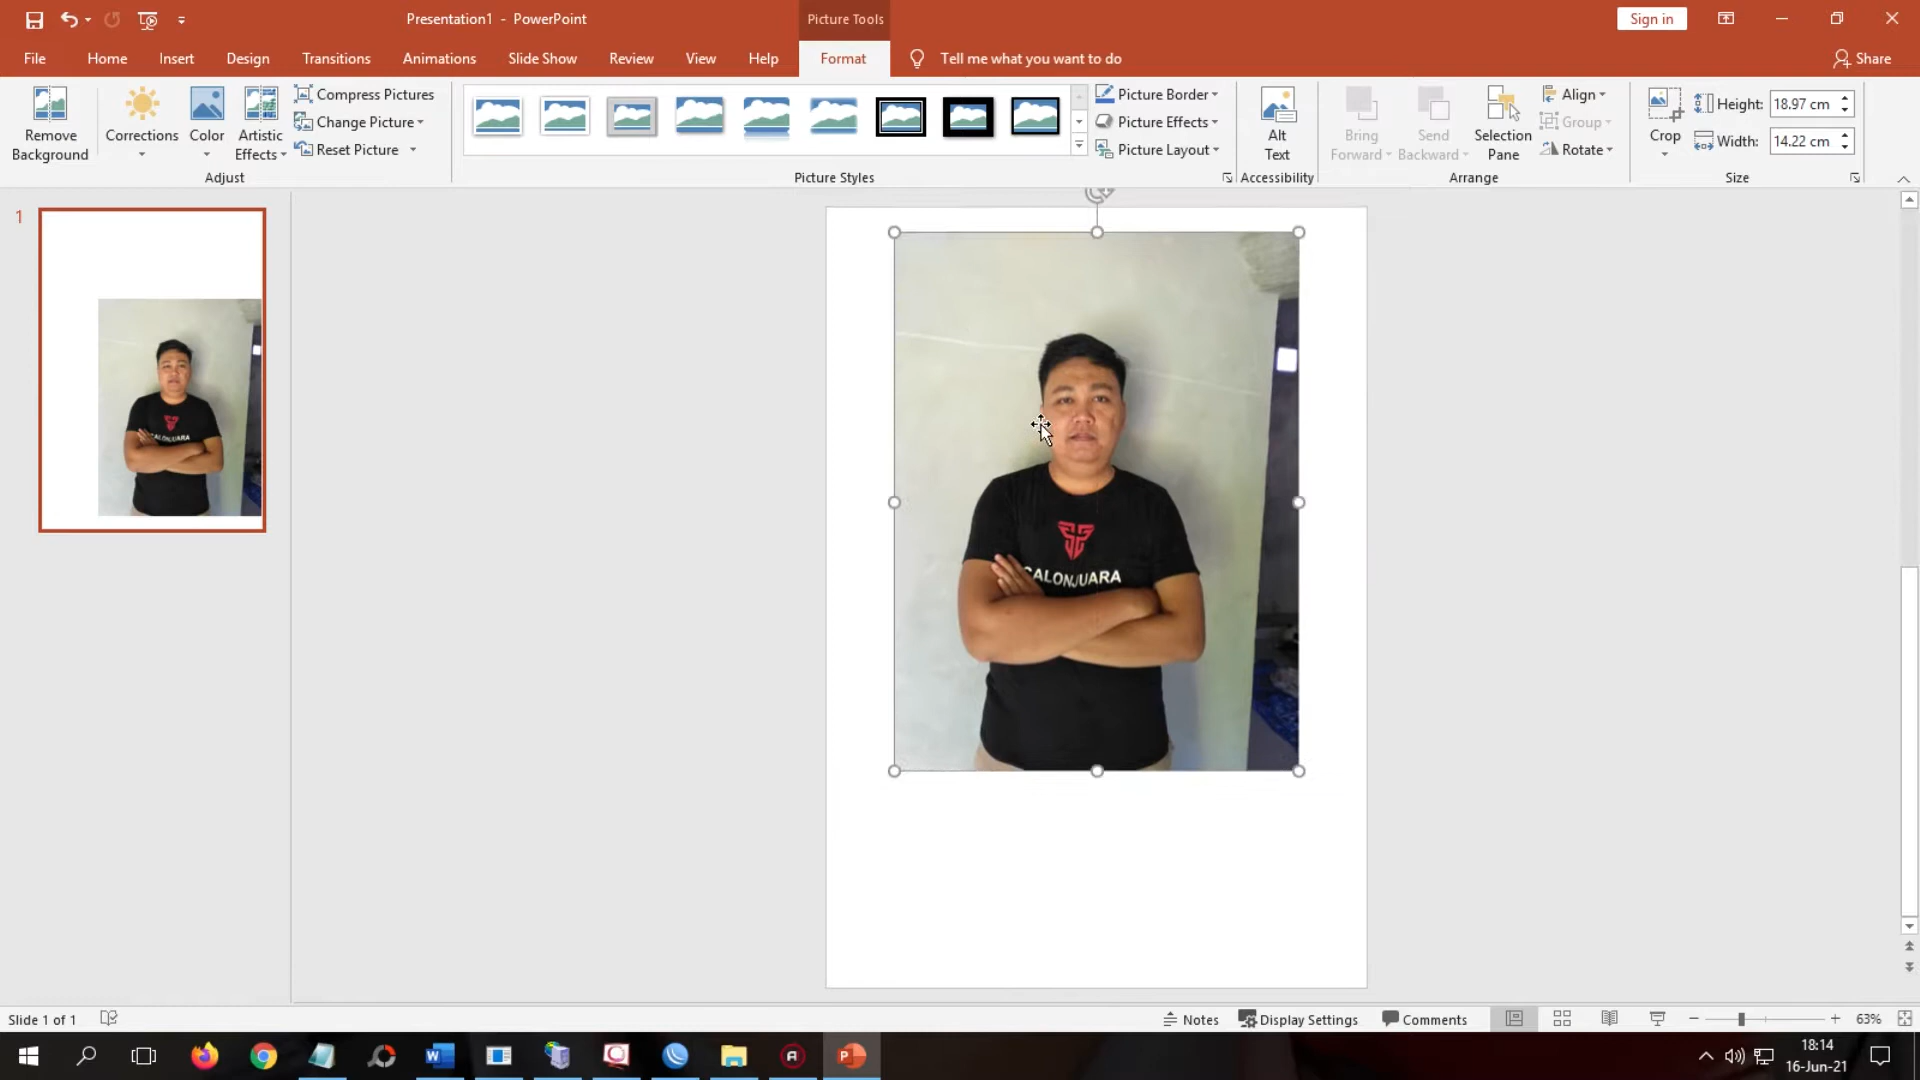 Presentation1 - PowerPoint
Picture Tools
Sign in
File Home Insert Design Transitions Animations Slide Show Review View Help Format Tell me what you want to do Share
Remove Background
Corrections
Color
Artistic Effects
Compress Pictures
Change Picture
Reset Picture
Adjust
Picture Styles
Picture Border
Picture Effects
Picture Layout
Alt Text
Accessibility
Bring Forward
Send Backward
Selection Pane
Align
Group
Rotate
Arrange
Crop
Height: 18.97 cm
Width: 14.22 cm
Size
1
CALONJUARA
CALONJUARA
Slide 1 of 1 Notes Display Settings Comments 63%
18:14
16-Jun-21